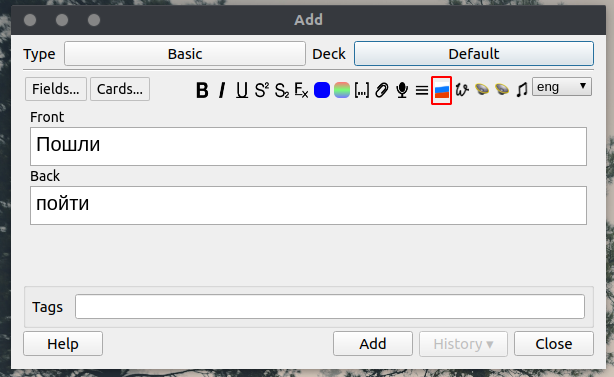 Add
Type Basic Deck Default
Fields... Cards... B I U S² S₂ Ex [...] eng
Front
Пошли
Back
пойти
Tags
Help Add History ▾ Close